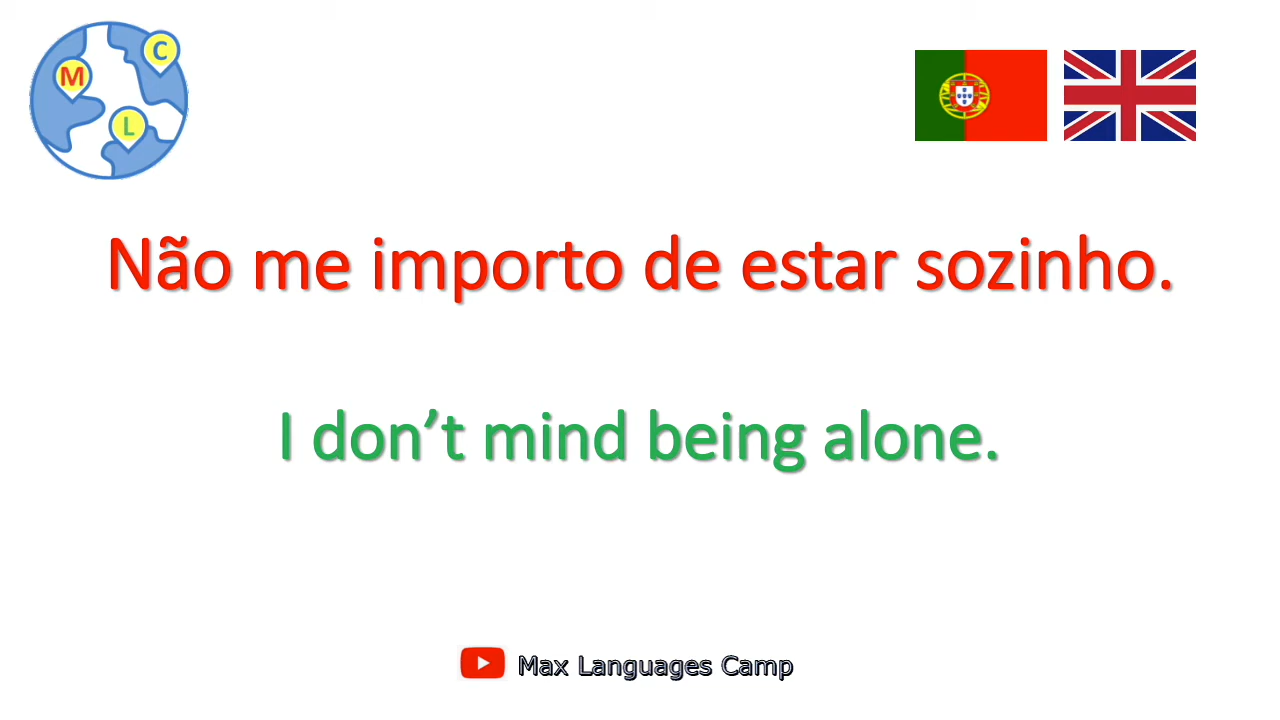 M
C
L
Não me importo de estar sozinho.
I don’t mind being alone.
Max Languages Camp